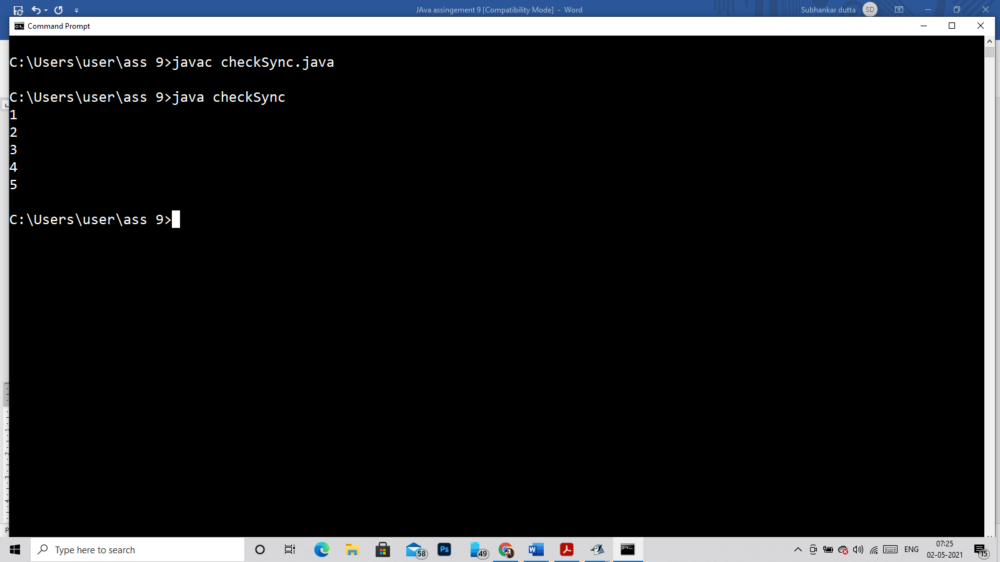 JAva assingement 9 [Compatibility Mode] - Word
Subhankar dutta SD
Command Prompt
C:\Users\user\ass 9>javac checkSync.java
C:\Users\user\ass 9>java checkSync
1
2
3
4
5
C:\Users\user\ass 9>
Type here to search
58
Ps
49
W
ENG
07:25
02-05-2021
15